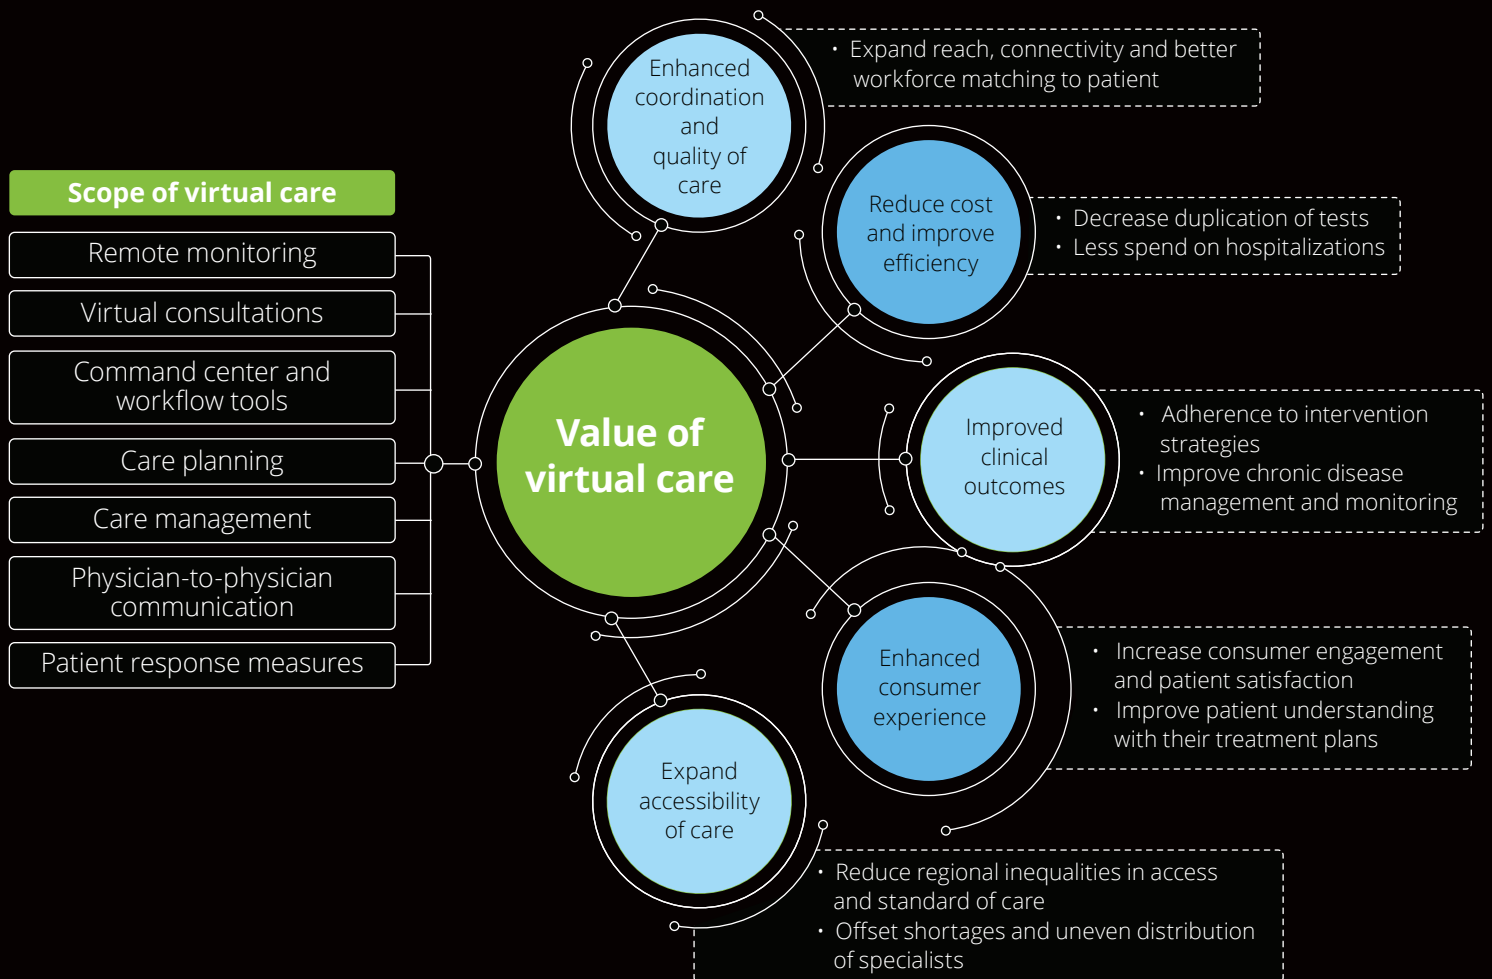 Scope of virtual care
Remote monitoring
Virtual consultations
Command center and
workflow tools
Care planning
Care management
Physician-to-physician
communication
Patient response measures
Value of
virtual care
Enhanced
coordination
and
quality of
care
• Expand reach, connectivity and better
workforce matching to patient
Reduce cost
and improve
efficiency
• Decrease duplication of tests
• Less spend on hospitalizations
Improved
clinical
outcomes
• Adherence to intervention
strategies
• Improve chronic disease
management and monitoring
Enhanced
consumer
experience
• Increase consumer engagement
and patient satisfaction
• Improve patient understanding
with their treatment plans
Expand
accessibility
of care
• Reduce regional inequalities in access
and standard of care
• Offset shortages and uneven distribution
of specialists